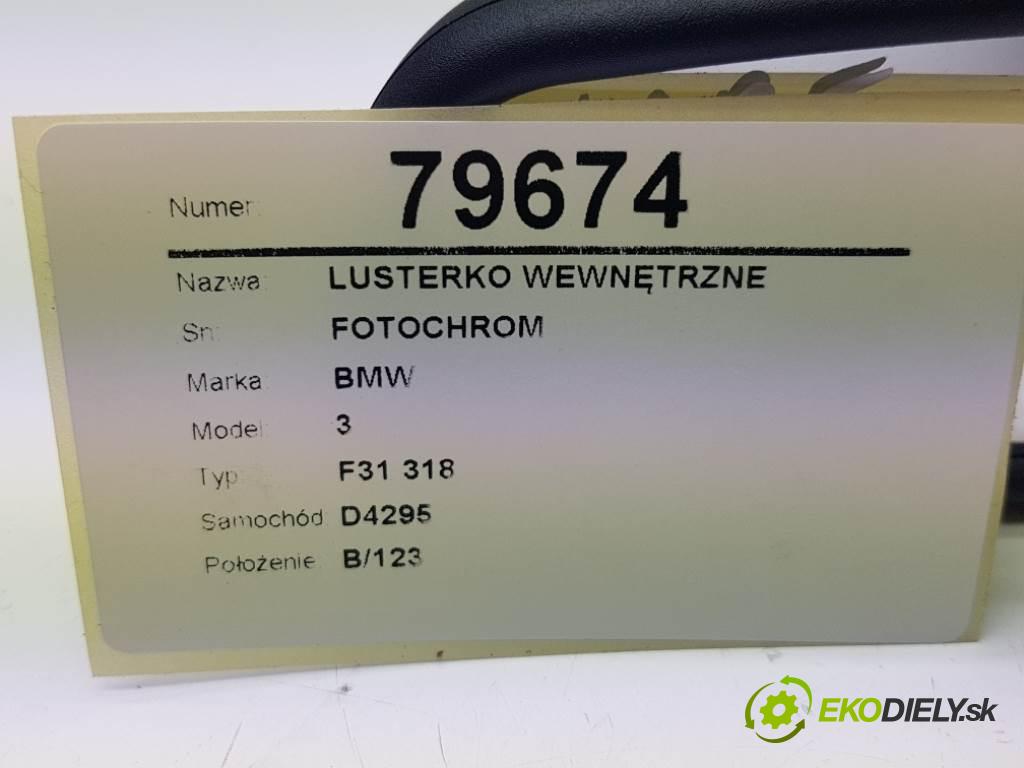 Numer: 79674
Nazwa: LUSTERKO WEWNĘTRZNE
Sn: FOTOCHROM
Marka: BMW
Model: 3
Typ: F31 318
Samochód D4295
Położenie B/123
EKODIELY.sk